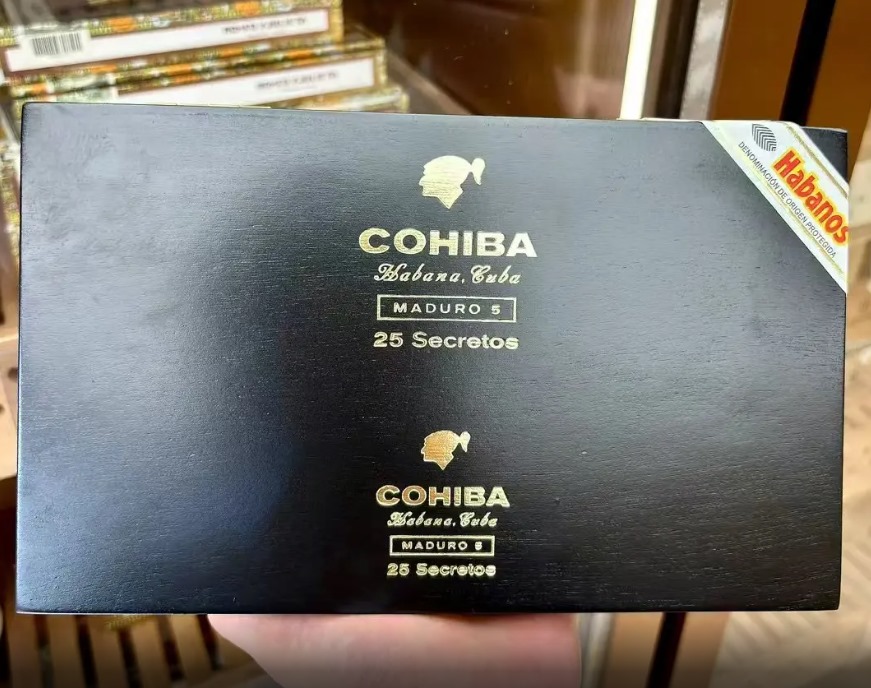 COHIBA
Habana, Cuba
MADURO 5
25 Secretos
COHIBA
Habana, Cuba
MADURO 5
25 Secretos
Habanos
DENOMINACIÓN DE ORIGEN PROTEGIDA